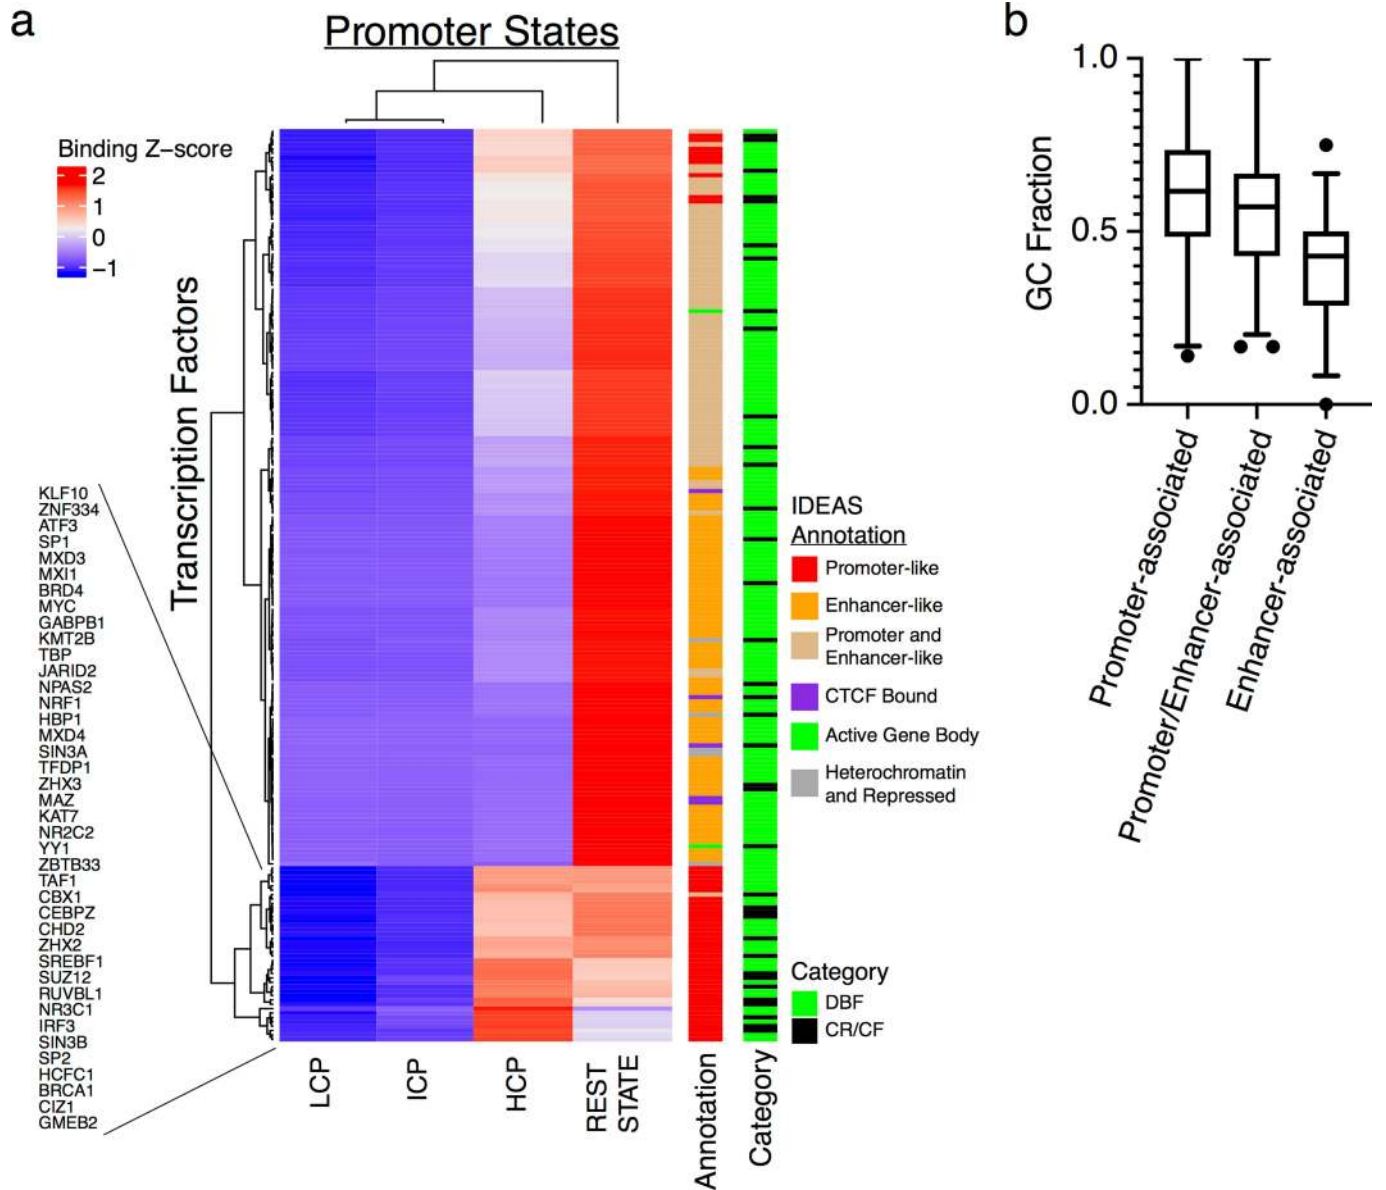 a
Promoter States
Binding Z-score
2
1
0
-1
Transcription Factors
KLF10
ZNF334
ATF3
SP1
MXD3
MXI1
BRD4
MYC
GABPB1
KMT2B
TBP
JARID2
NPAS2
NRF1
HBP1
MXD4
SIN3A
TFDP1
ZHX3
MAZ
KAT7
NR2C2
YY1
ZBTB33
TAF1
CBX1
CEBPZ
CHD2
ZHX2
SREBF1
SUZ12
RUVBL1
NR3C1
IRF3
SIN3B
SP2
HCFC1
BRCA1
CIZ1
GMEB2
LCP
ICP
HCP
REST
STATE
Annotation
Category
IDEAS
Annotation
Promoter-like
Enhancer-like
Promoter and
Enhancer-like
CTCF Bound
Active Gene Body
Heterochromatin
and Repressed
Category
DBF
CR/CF
b
GC Fraction
1.0
0.5
0.0
Promoter-associated
Promoter/Enhancer-associated
Enhancer-associated